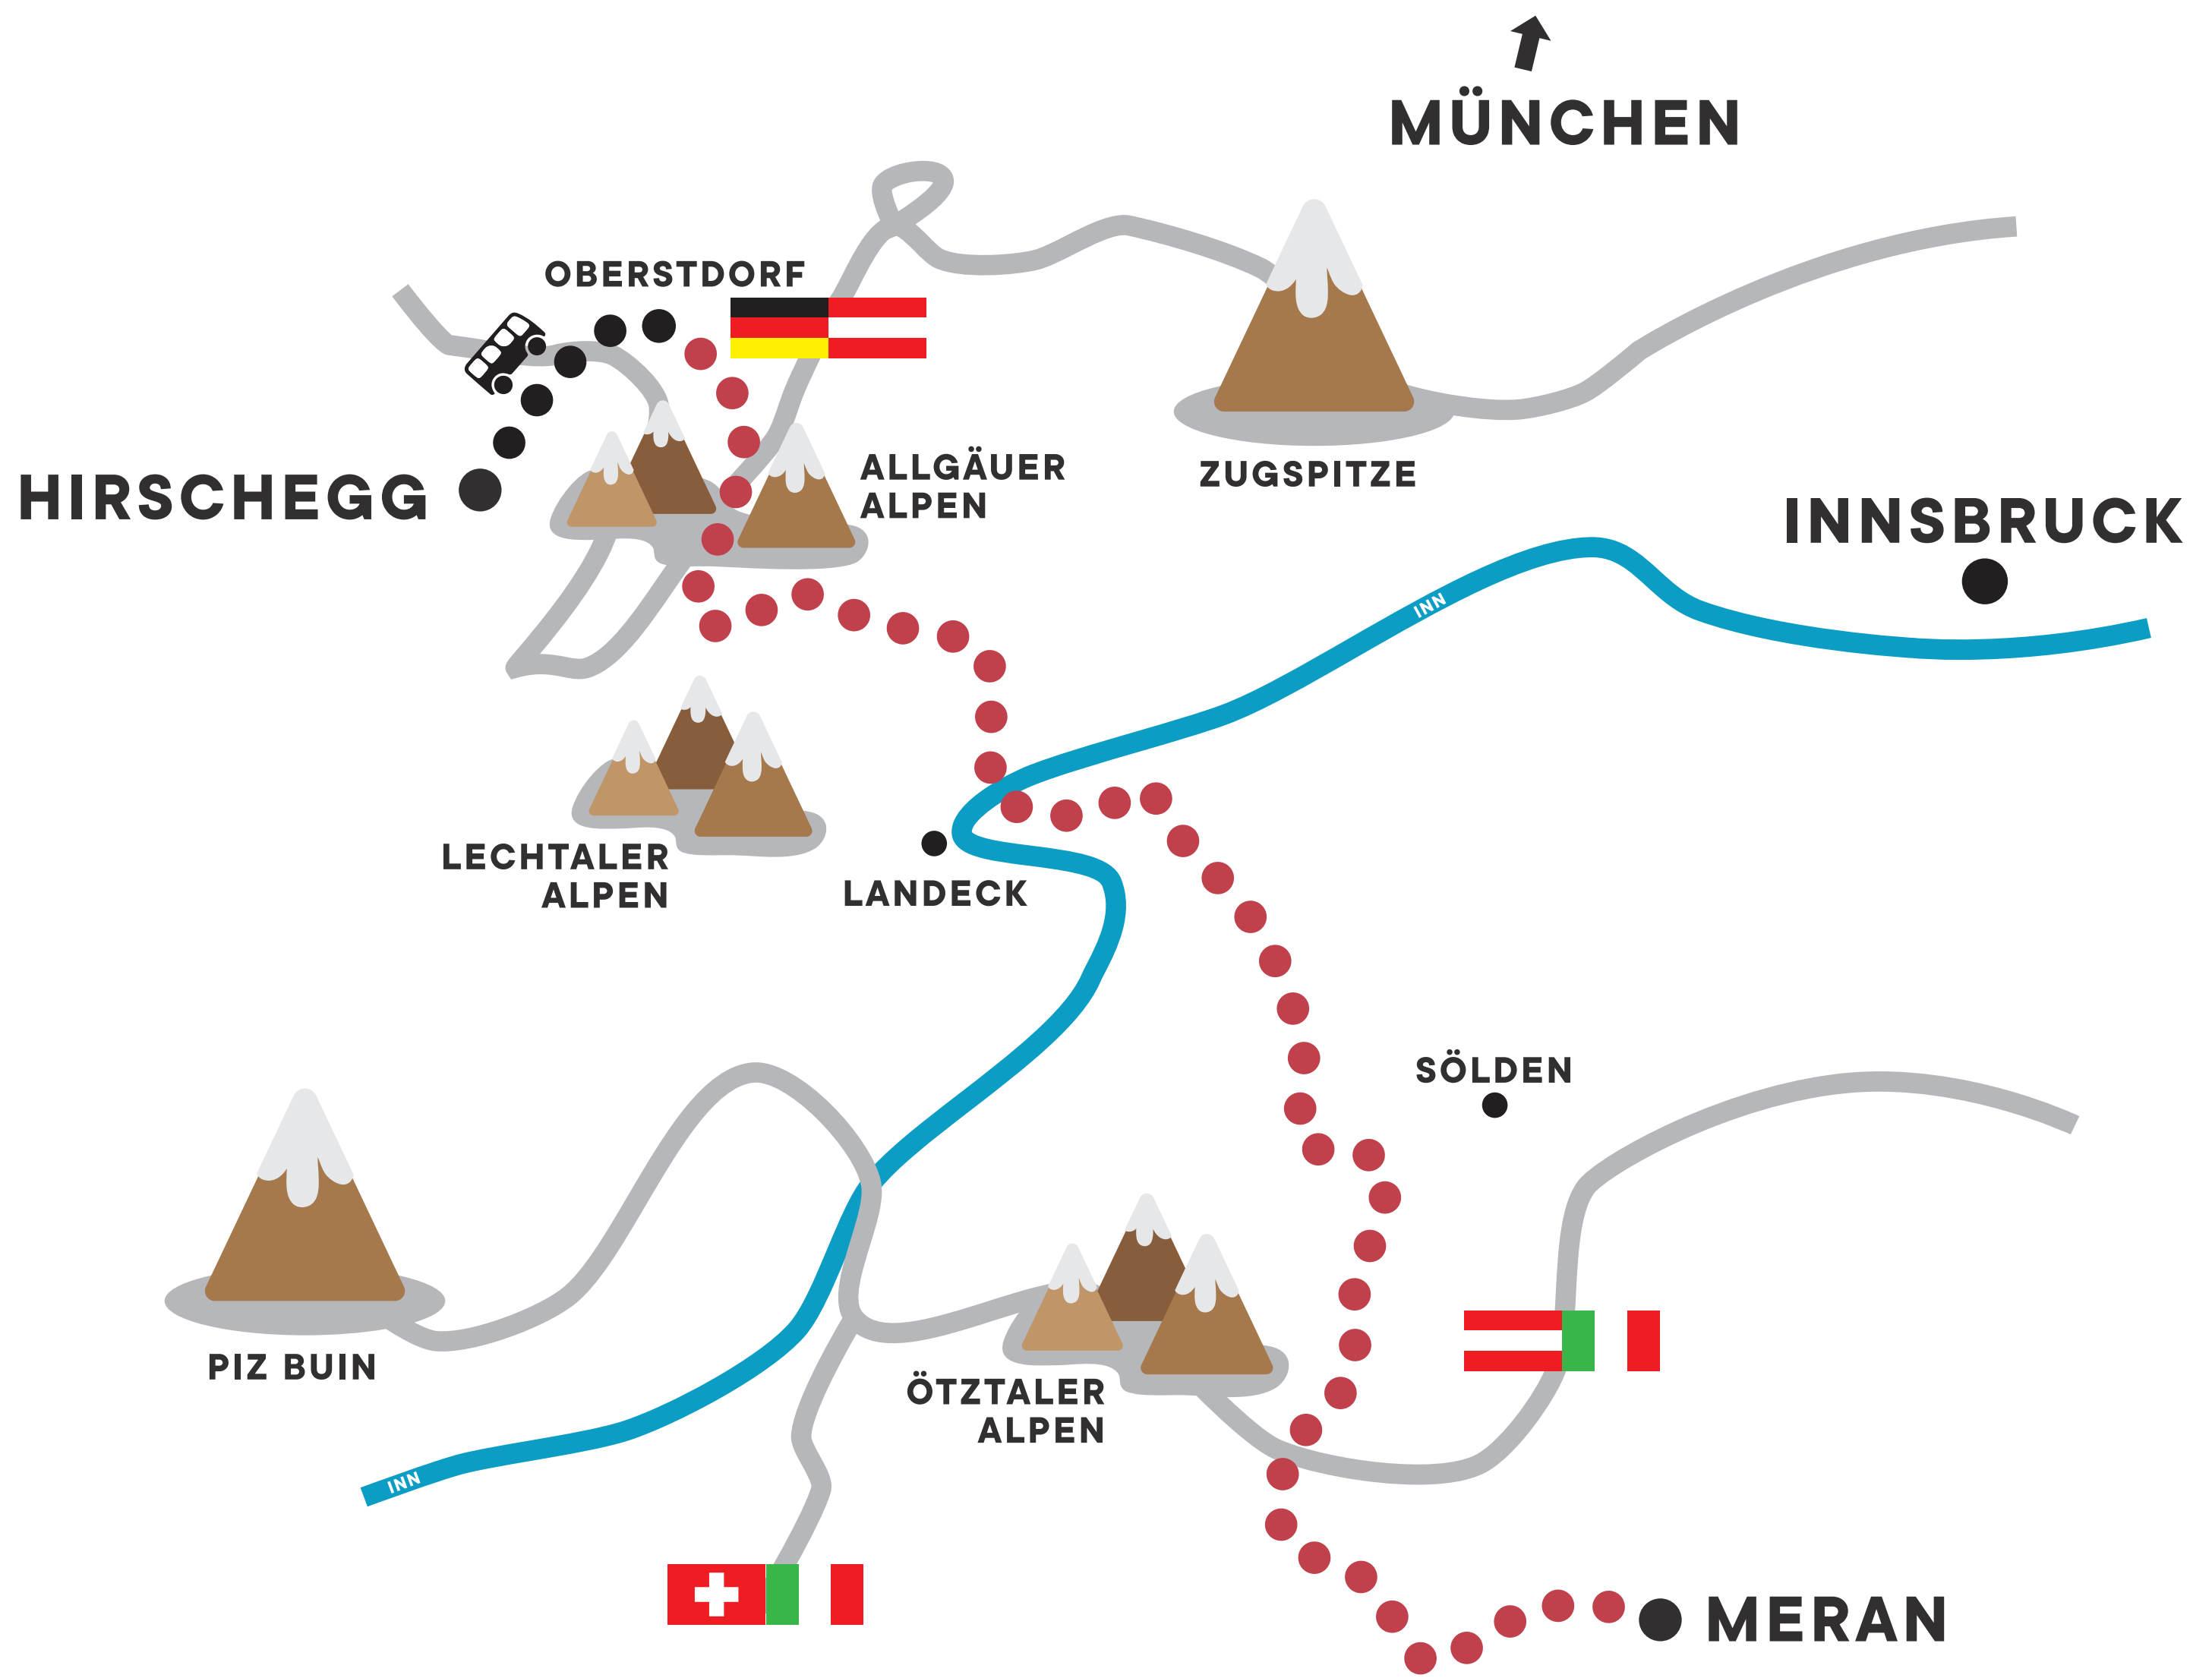 MÜNCHEN
OBERSTDORF
HIRSCHEGG
ALLGÄUER
ALPEN
ZUGSPITZE
INNSBRUCK
INN
LECHTALER
ALPEN
LANDECK
SÖLDEN
PIZ BUIN
ÖTZTALER
ALPEN
INN
MERAN